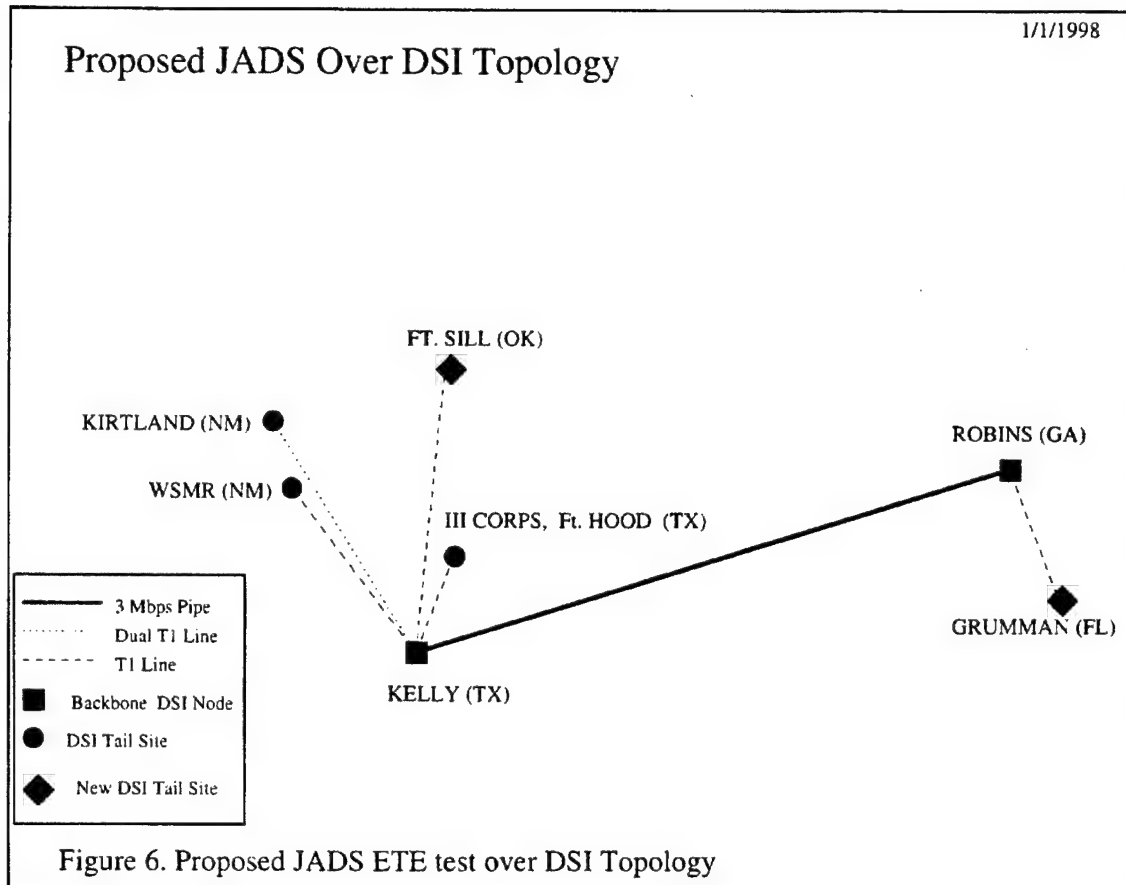 1/1/1998
Proposed JADS Over DSI Topology
FT. SILL (OK)
KIRTLAND (NM)
ROBINS (GA)
WSMR (NM)
III CORPS, Ft. HOOD (TX)
3 Mbps Pipe
Dual T1 Line
T1 Line
GRUMMAN (FL)
KELLY (TX)
Backbone DSI Node
DSI Tail Site
New DSI Tail Site
Figure 6. Proposed JADS ETE test over DSI Topology